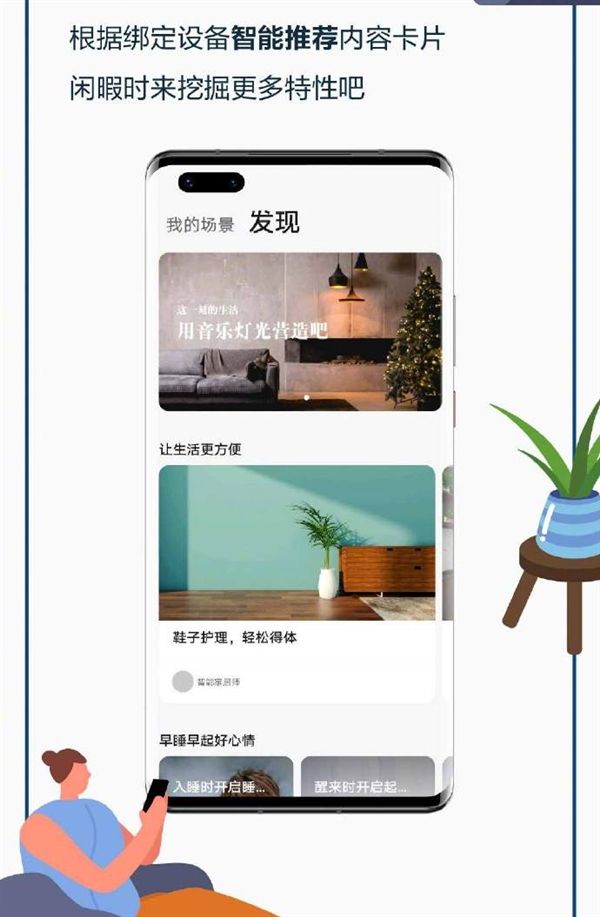 根据绑定设备智能推荐内容卡片
闲暇时来挖掘更多特性吧
我的场景 发现
这一刻的生活
用音乐灯光营造吧
让生活更方便
鞋子护理，轻松得体
智能家居师
早睡早起好心情
入睡时开启睡... 醒来时开启起...